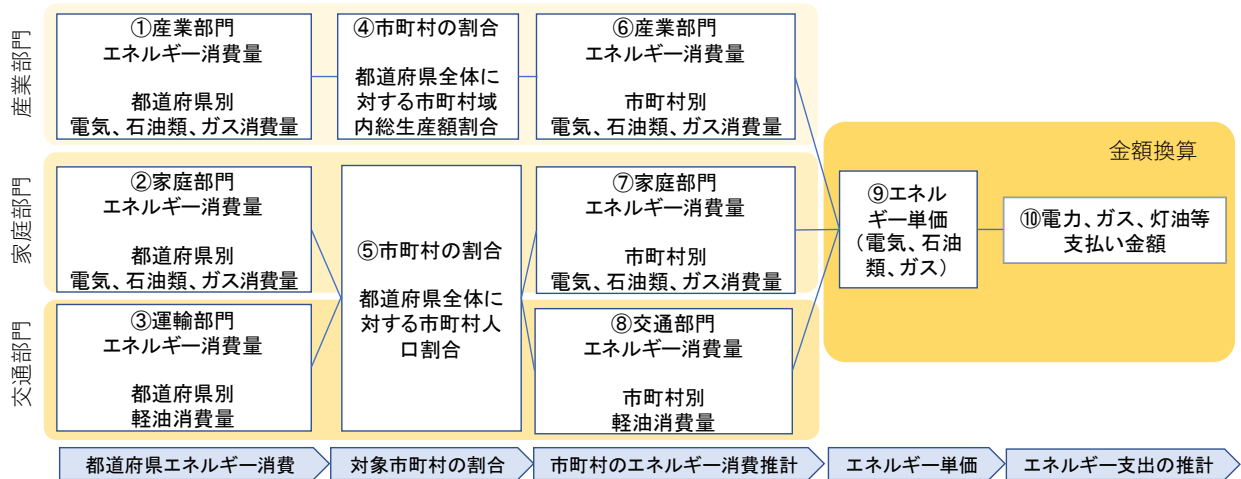 産業部門
①産業部門
エネルギー消費量
都道府県別
電気、石油類、ガス消費量
④市町村の割合
都道府県全体に
対する市町村域
内総生産額割合
⑥産業部門
エネルギー消費量
市町村別
電気、石油類、ガス消費量
家庭部門
②家庭部門
エネルギー消費量
都道府県別
電気、石油類、ガス消費量
⑤市町村の割合
都道府県全体に
対する市町村人
口割合
⑦家庭部門
エネルギー消費量
市町村別
電気、石油類、ガス消費量
交通部門
③運輸部門
エネルギー消費量
都道府県別
軽油消費量
⑧交通部門
エネルギー消費量
市町村別
軽油消費量
金額換算
⑨エネル
ギー単価
（電気、石油
類、ガス）
⑩電力、ガス、灯油等
支払い金額
都道府県エネルギー消費
対象市町村の割合
市町村のエネルギー消費推計
エネルギー単価
エネルギー支出の推計